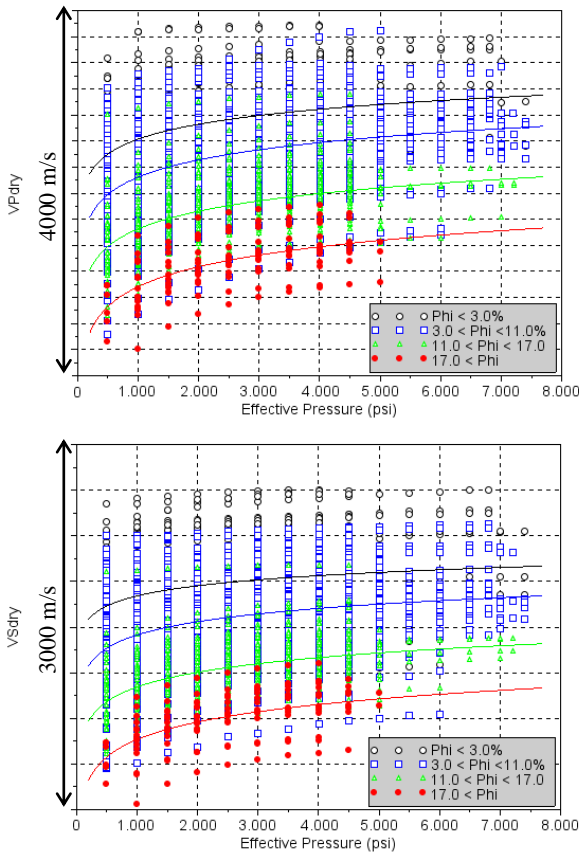 VPdry
4000 m/s
Phi < 3.0%
3.0 < Phi <11.0%
11.0 < Phi < 17.0
17.0 < Phi
0 1.000 2.000 3.000 4.000 5.000 6.000 7.000 8.000
Effective Pressure (psi)
VSdry
3000 m/s
Phi < 3.0%
3.0 < Phi <11.0%
11.0 < Phi < 17.0
17.0 < Phi
0 1.000 2.000 3.000 4.000 5.000 6.000 7.000 8.000
Effective Pressure (psi)